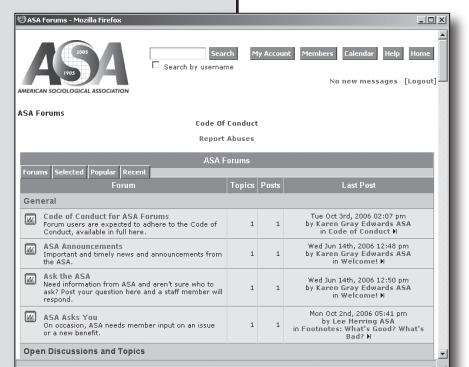 ASA Forums - Mozilla Firefox
2005
ASA
1905
AMERICAN SOCIOLOGICAL ASSOCIATION
Search
My Account
Members
Calendar
Help
Home
Search by username
No new messages [Logout]
ASA Forums
Code Of Conduct
Report Abuses
ASA Forums
Forums Selected Popular Recent
Forum Topics Posts Last Post
General
Code of Conduct for ASA Forums
Forum users are expected to adhere to the Code of
Conduct, available in full here.
1 1
Tue Oct 3rd, 2006 02:07 pm
by Karen Gray Edwards ASA
in Code of Conduct
ASA Announcements
Important and timely news and announcements from
the ASA.
1 1
Wed Jun 14th, 2006 12:48 pm
by Karen Gray Edwards ASA
in Welcome!
Ask the ASA
Need information from ASA and aren't sure who to
ask? Post your question here and a staff member will
respond.
1 1
Wed Jun 14th, 2006 12:50 pm
by Karen Gray Edwards ASA
in Welcome!
ASA Asks You
On occasion, ASA needs member input on an issue
or a new benefit.
1 1
Mon Oct 2nd, 2006 05:41 pm
by Lee Herring ASA
in Footnotes: What's Good? What's
Bad?
Open Discussions and Topics